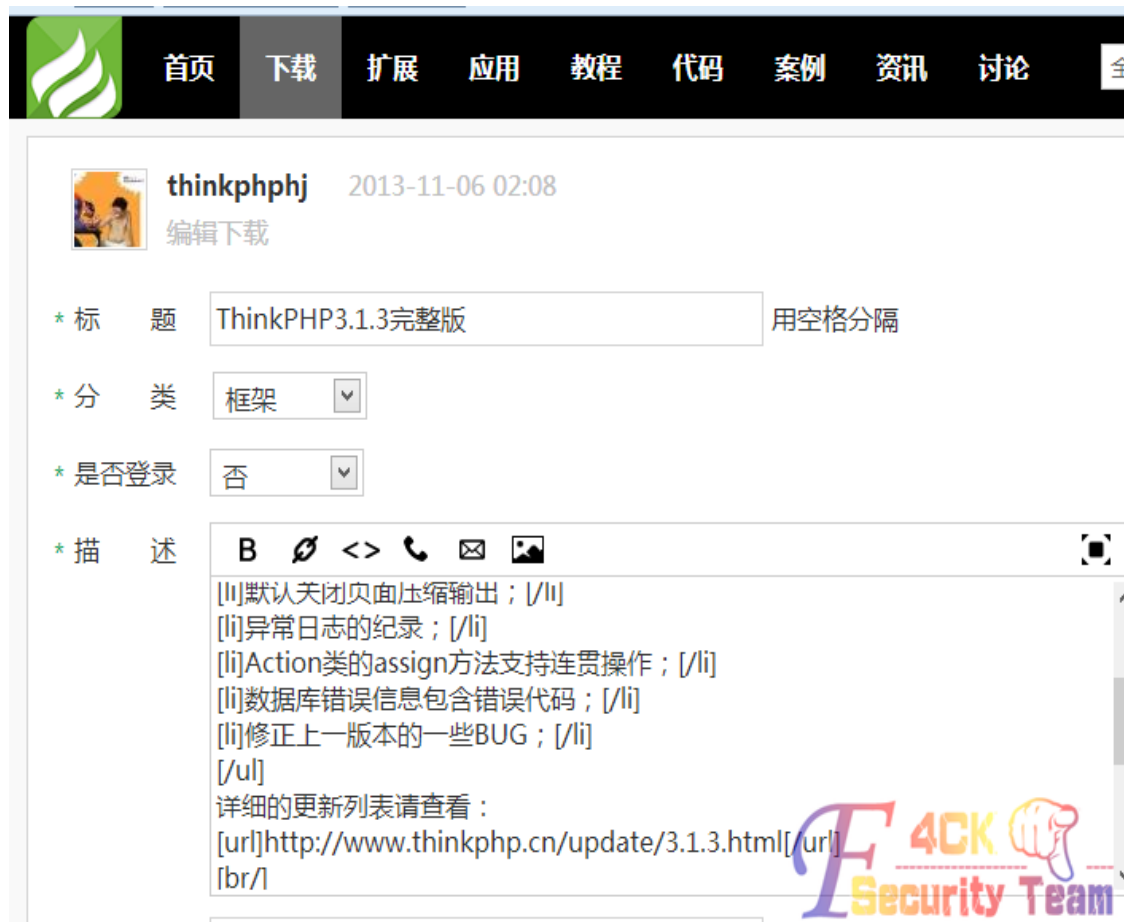 首页 下载 扩展 应用 教程 代码 案例 资讯 讨论 全
thinkphphj 2013-11-06 02:08
编辑下载
* 标 题 ThinkPHP3.1.3完整版 用空格分隔
* 分 类 框架
* 是否登录 否
* 描 述 B <>
[li]默认关闭页面压缩输出；[/li]
[li]异常日志的纪录；[/li]
[li]Action类的assign方法支持连贯操作；[/li]
[li]数据库错误信息包含错误代码；[/li]
[li]修正上一版本的一些BUG；[/li]
[/ul]
详细的更新列表请查看：
[url]http://www.thinkphp.cn/update/3.1.3.html[/url]
[br/]
F4CK
Security Team